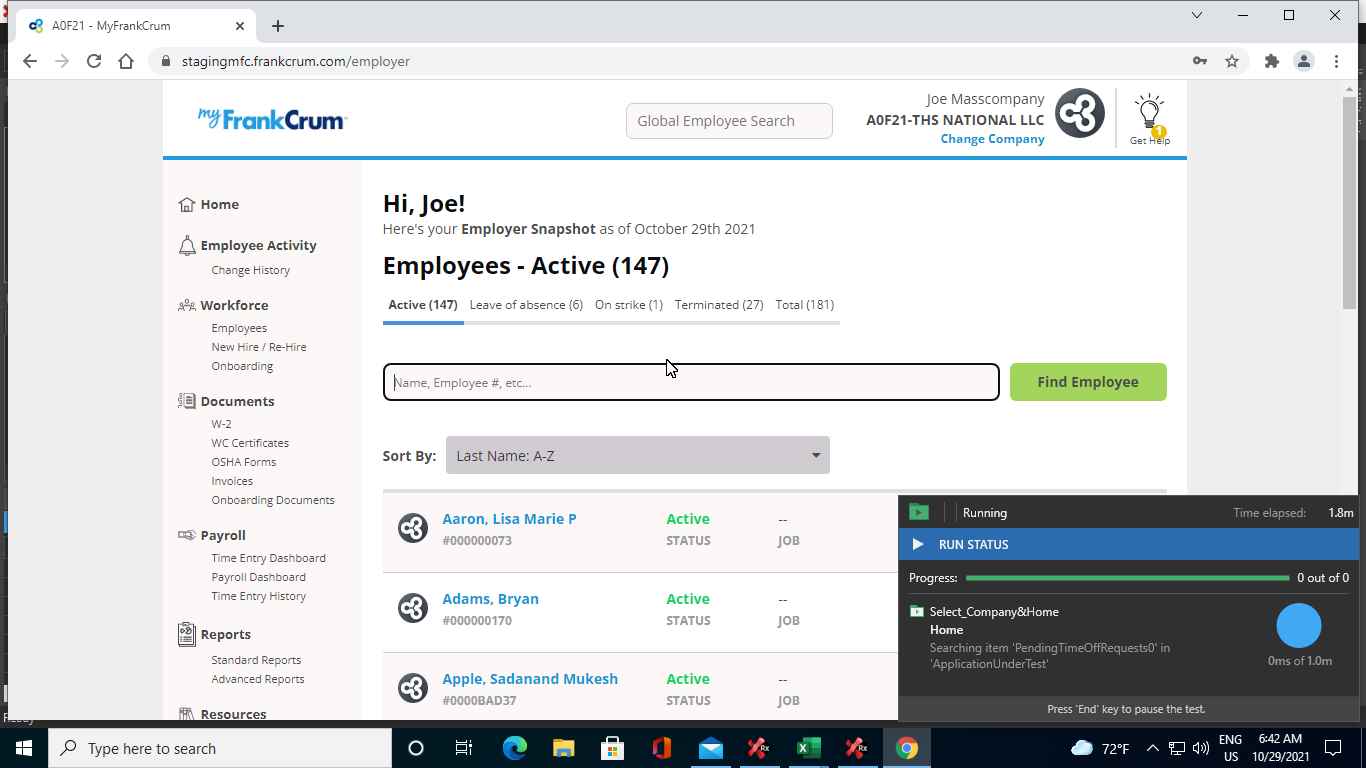 A0F21 - MyFrankCrum
stagingmfc.frankcrum.com/employer
my FrankCrum
Global Employee Search
Joe Masscompany
A0F21-THS NATIONAL LLC
Change Company
1
Get Help
Home
Employee Activity
Change History
Workforce
Employees
New Hire / Re-Hire
Onboarding
Documents
W-2
WC Certificates
OSHA Forms
Invoices
Onboarding Documents
Payroll
Time Entry Dashboard
Payroll Dashboard
Time Entry History
Reports
Standard Reports
Advanced Reports
Resources
Hi, Joe!
Here's your Employer Snapshot as of October 29th 2021
Employees - Active (147)
Active (147) Leave of absence (6) On strike (1) Terminated (27) Total (181)
Name, Employee #, etc...
Find Employee
Sort By: Last Name: A-Z
Aaron, Lisa Marie P Active --
#000000073 STATUS JOB
Adams, Bryan Active --
#000000170 STATUS JOB
Apple, Sadanand Mukesh Active --
#0000BAD37 STATUS JOB
Running Time elapsed: 1.8m
RUN STATUS
Progress: 0 out of 0
Select_Company&Home
Home
Searching item 'PendingTimeOffRequests0' in
'ApplicationUnderTest'
0ms of 1.0m
Press 'End' key to pause the test.
Type here to search
72°F
ENG
US
6:42 AM
10/29/2021